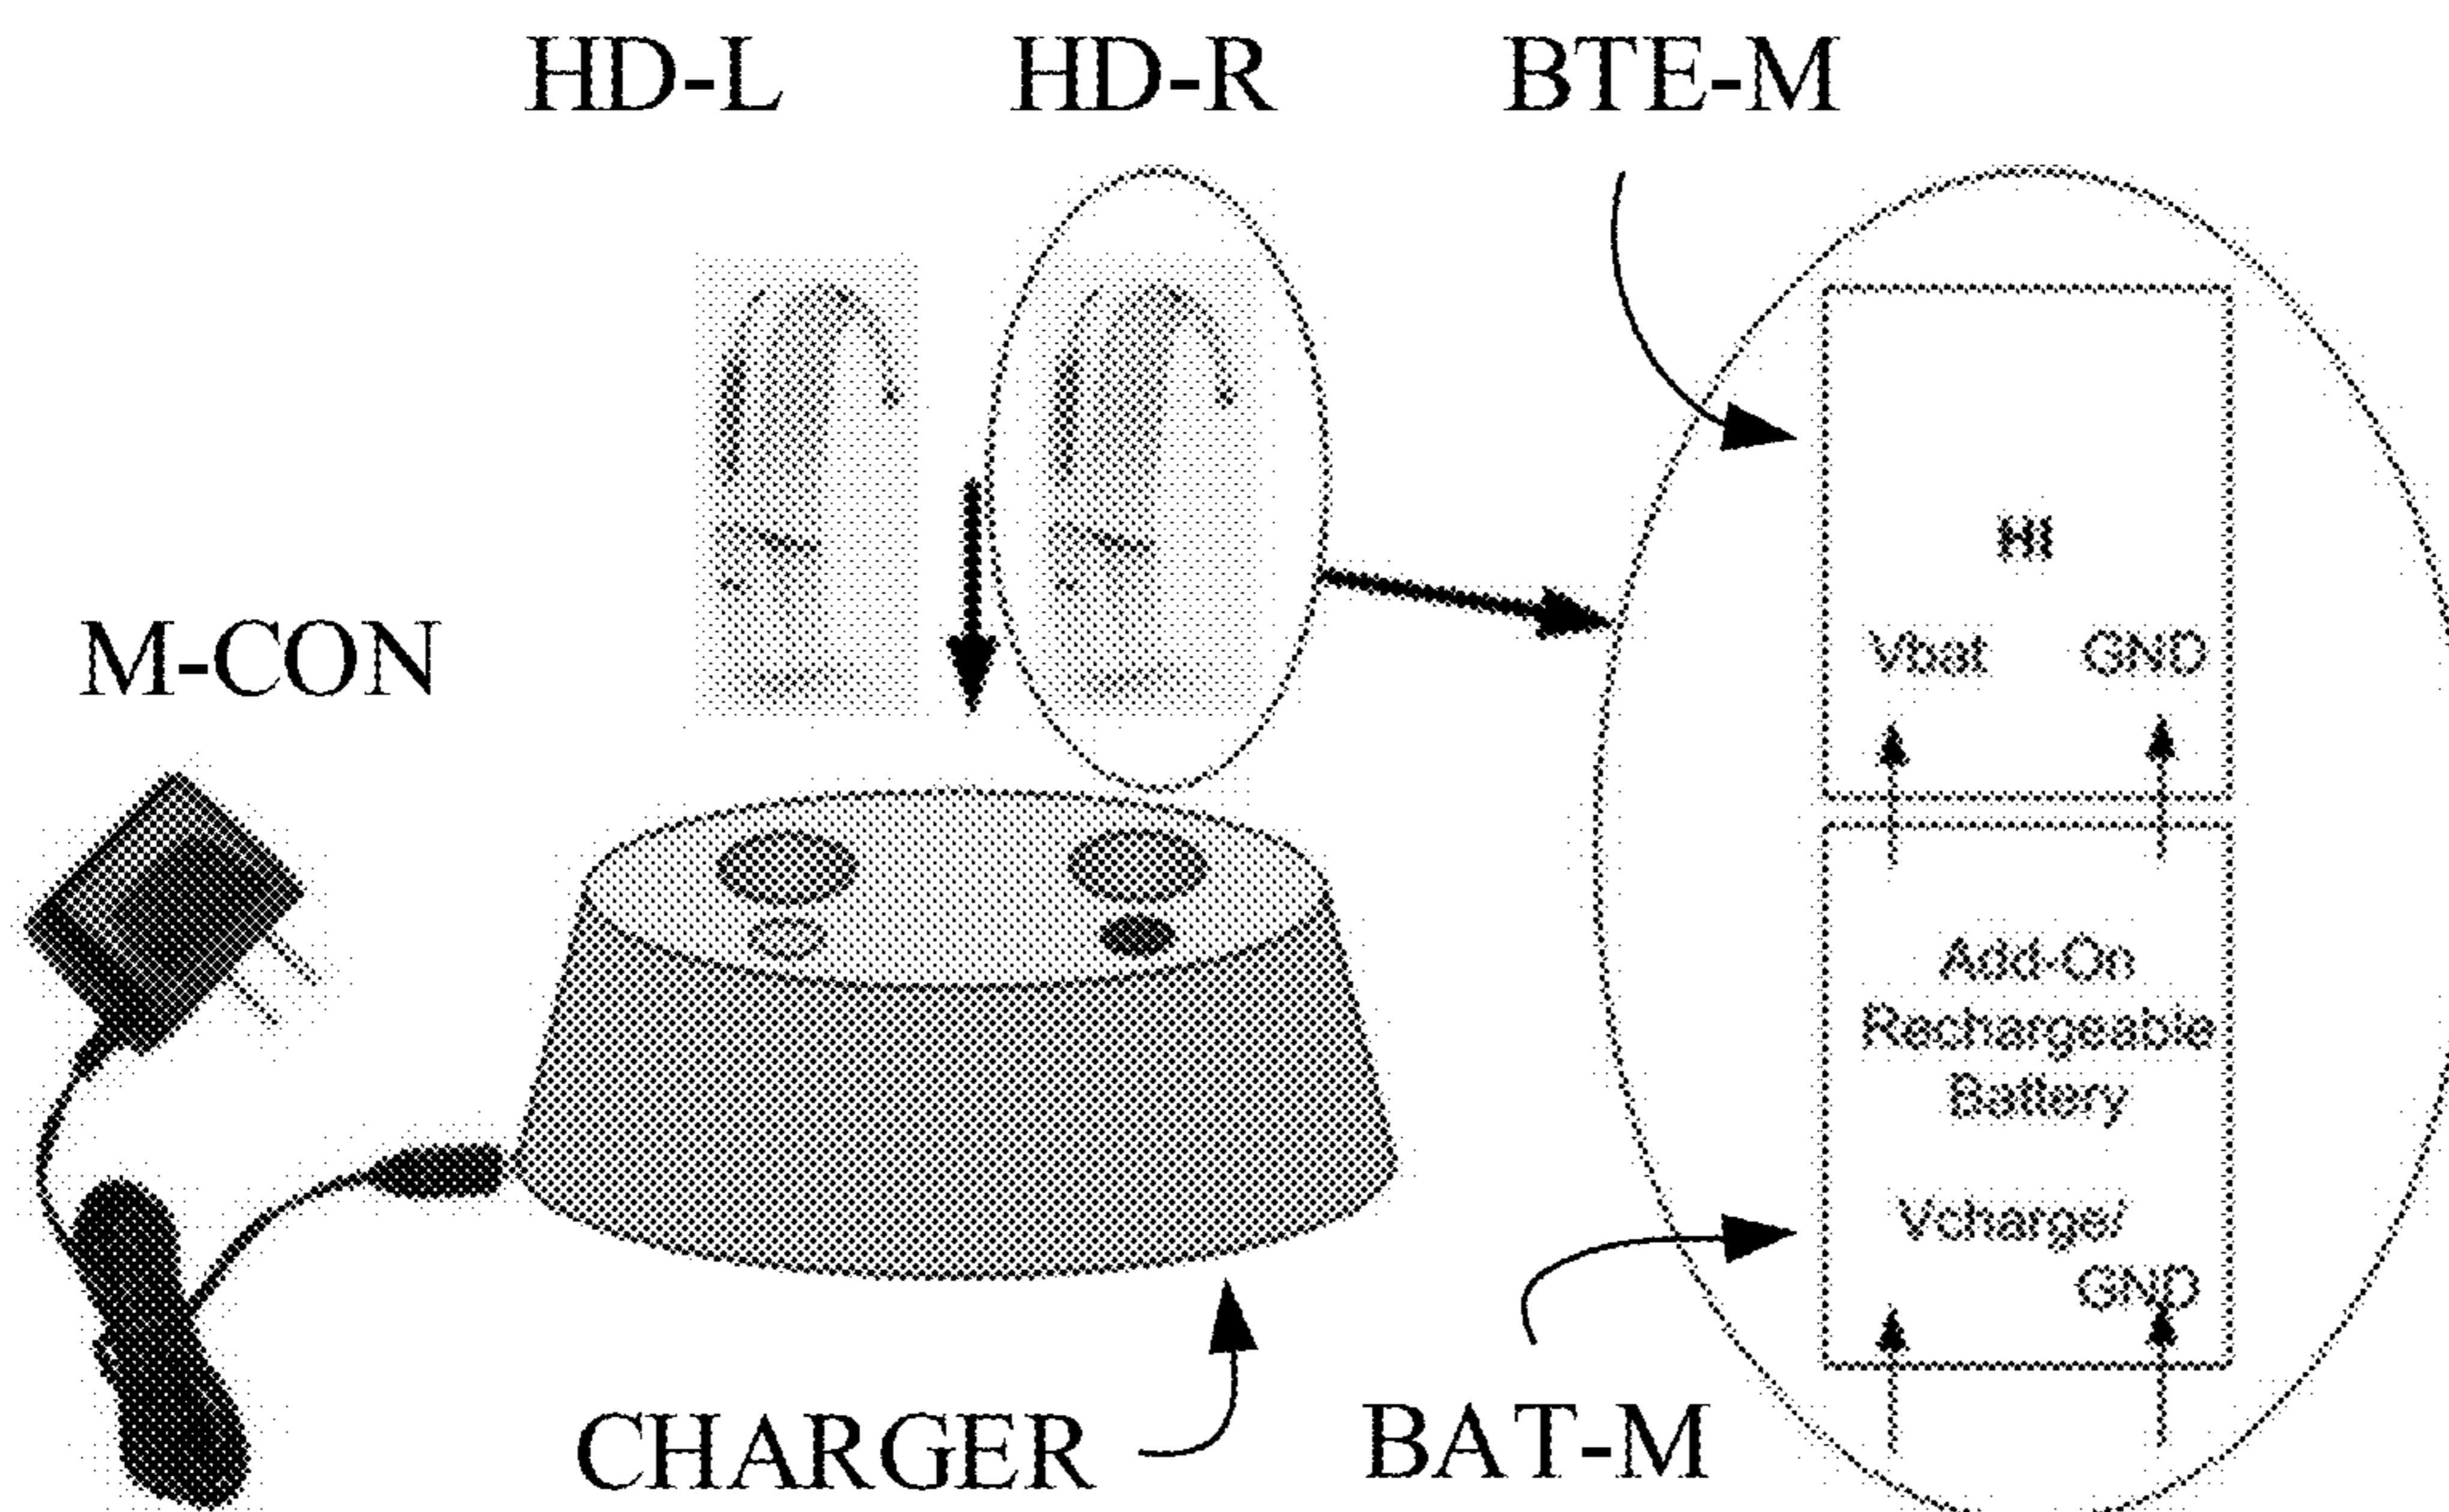 HD-L HD-R BTE-M
M-CON
HI
Vbat GND
Add-On
Rechargeable
Battery
Vcharge/
GND
CHARGER
BAT-M